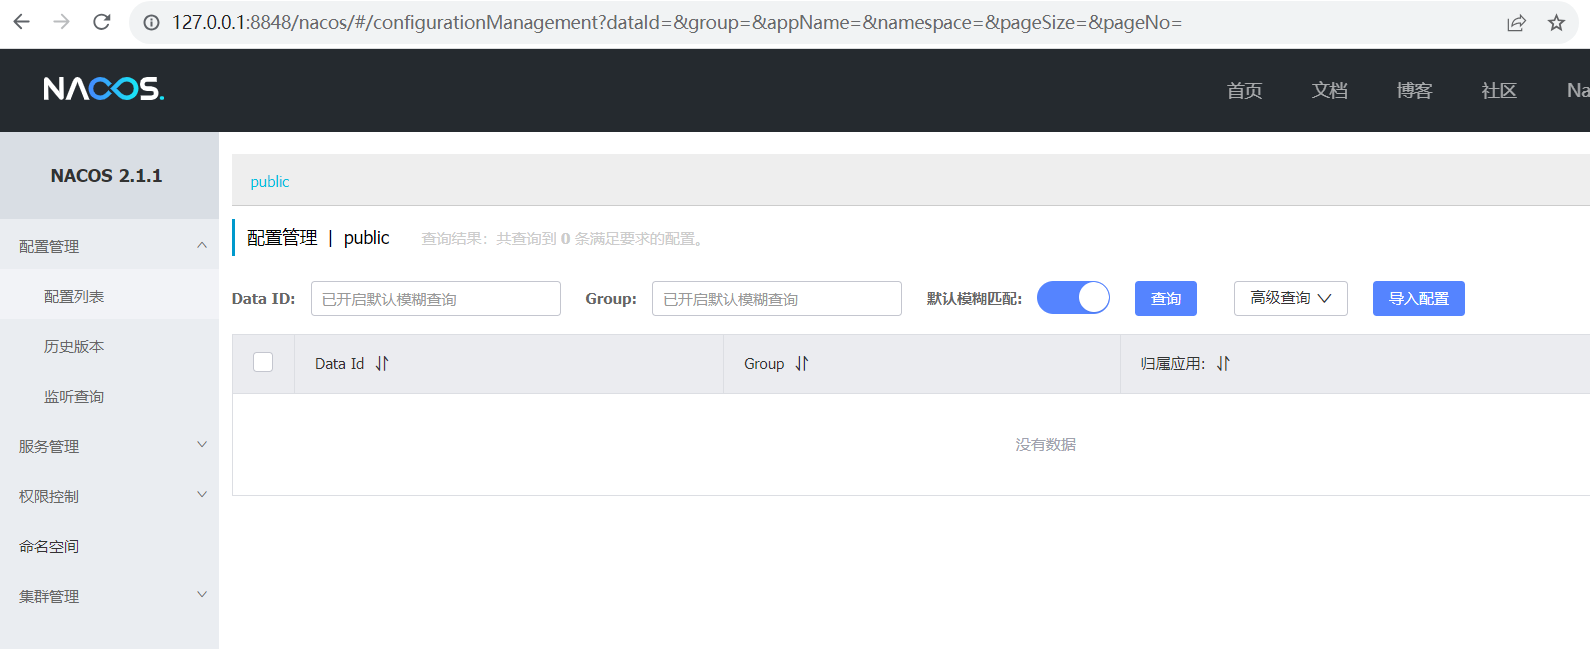 127.0.0.1:8848/nacos/#/configurationManagement?dataId=&group=&appName=&namespace=&pageSize=&pageNo=
NACOS. 首页 文档 博客 社区 Na
NACOS 2.1.1
public
配置管理
配置管理 | public 查询结果：共查询到 0 条满足要求的配置。
配置列表
Data ID: 已开启默认模糊查询 Group: 已开启默认模糊查询 默认模糊匹配: 查询 高级查询 导入配置
历史版本
Data Id Group 归属应用:
监听查询
服务管理
没有数据
权限控制
命名空间
集群管理